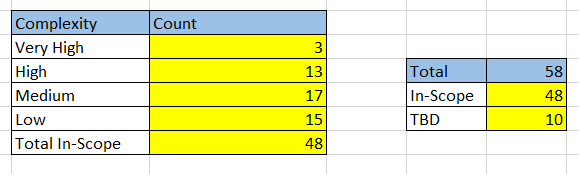 Complexity Count
Very High 3
High 13
Medium 17
Low 15
Total In-Scope 48
Total 58
In-Scope 48
TBD 10